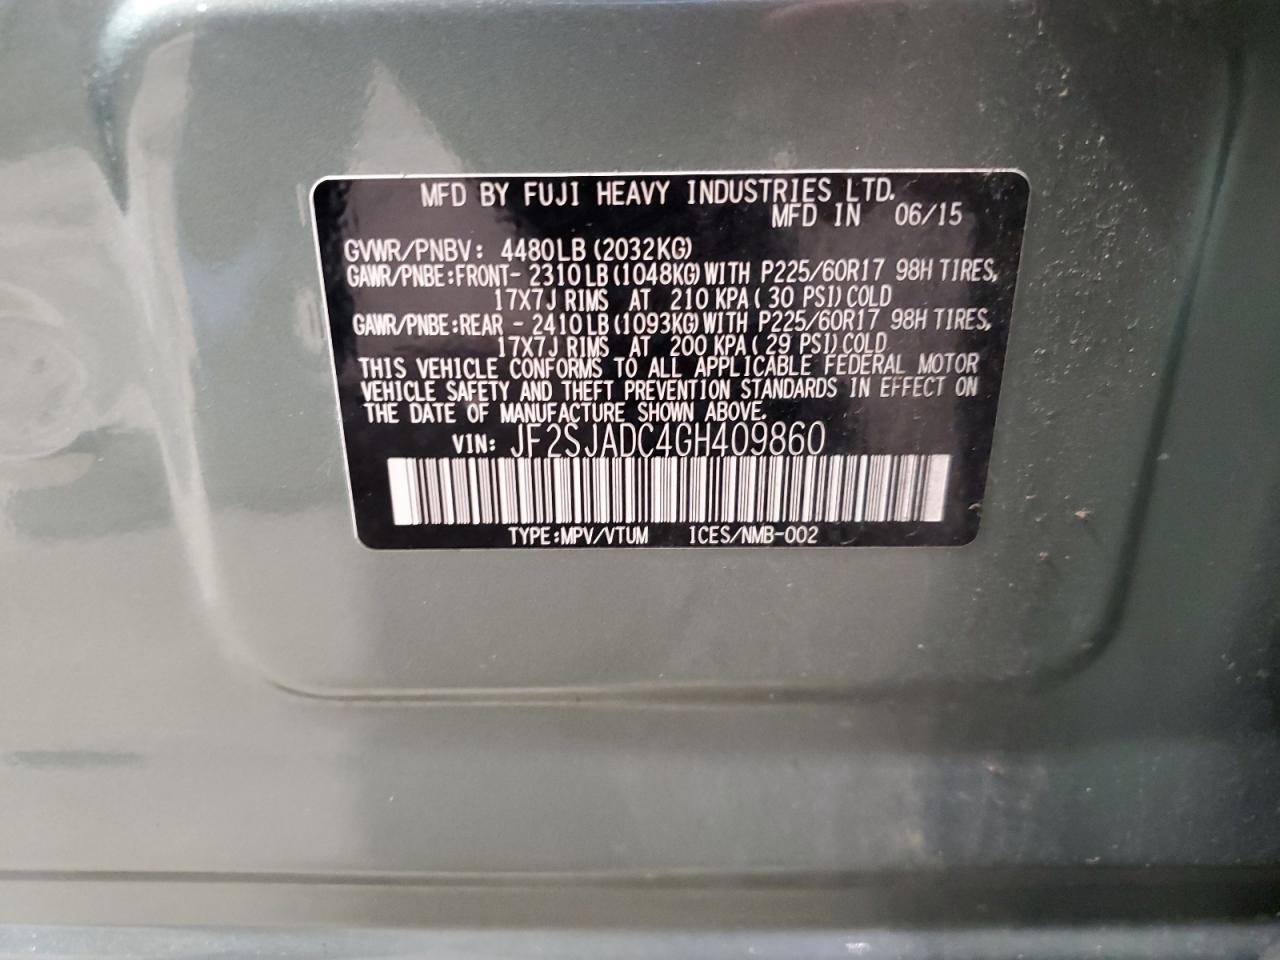 MFD BY FUJI HEAVY INDUSTRIES LTD.
MFD IN 06/15
GVWR/PNBV: 4480LB (2032KG)
GAWR/PNBE:FRONT- 2310LB (1048KG) WITH P225/60R17 98H TIRES,
17X7J RIMS AT 210 KPA ( 30 PSI) COLD
GAWR/PNBE:REAR - 2410LB (1093KG) WITH P225/60R17 98H TIRES,
17X7J RIMS AT 200 KPA ( 29 PSI) COLD
THIS VEHICLE CONFORMS TO ALL APPLICABLE FEDERAL MOTOR
VEHICLE SAFETY AND THEFT PREVENTION STANDARDS IN EFFECT ON
THE DATE OF MANUFACTURE SHOWN ABOVE.
VIN: JF2SJADC4GH409860
TYPE:MPV/VTUM ICES/NMB-002